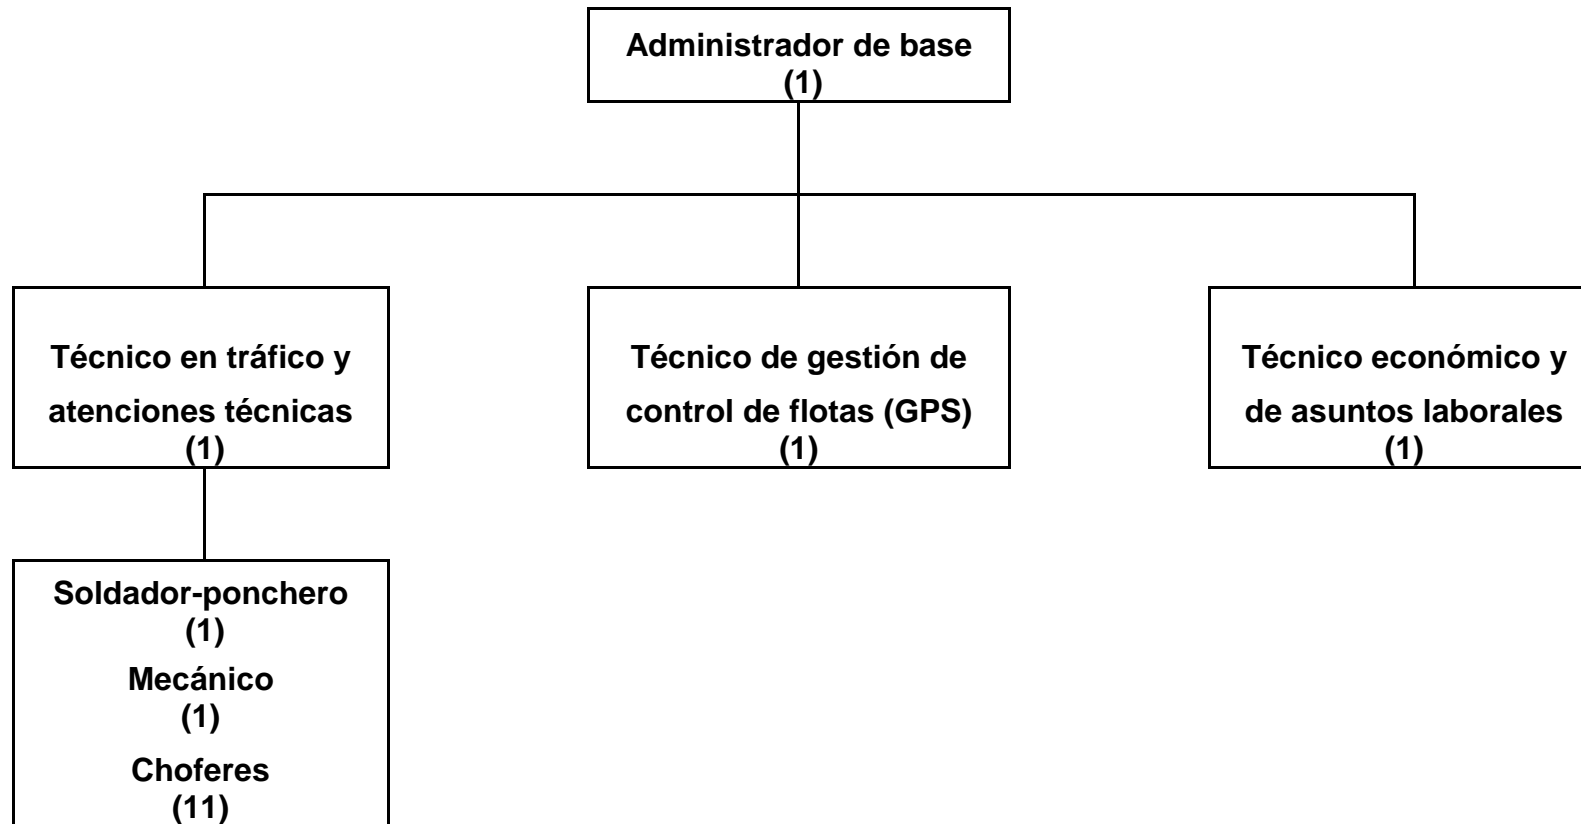 Administrador de base
(1)
Técnico en tráfico y
atenciones técnicas
(1)
Técnico de gestión de
control de flotas (GPS)
(1)
Técnico económico y
de asuntos laborales
(1)
Soldador-ponchero
(1)
Mecánico
(1)
Choferes
(11)